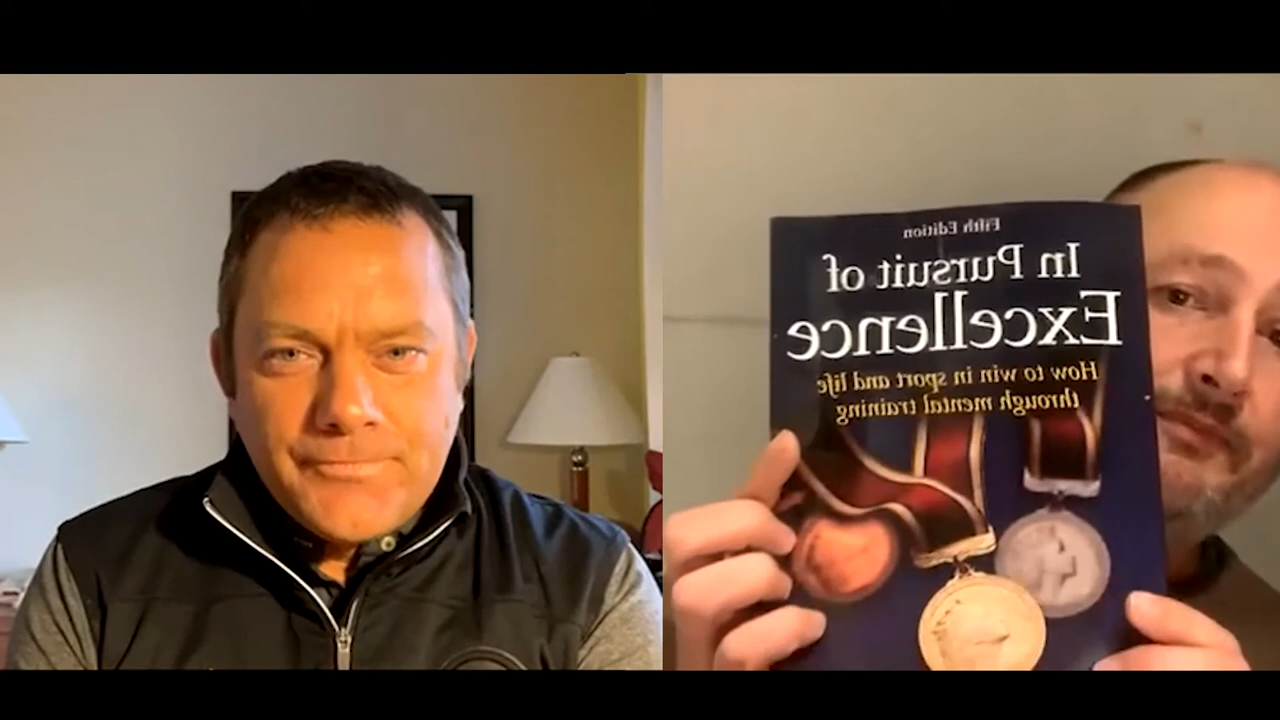 Fifth Edition
In Pursuit of
Excellence
How to win in sport and life
through mental training